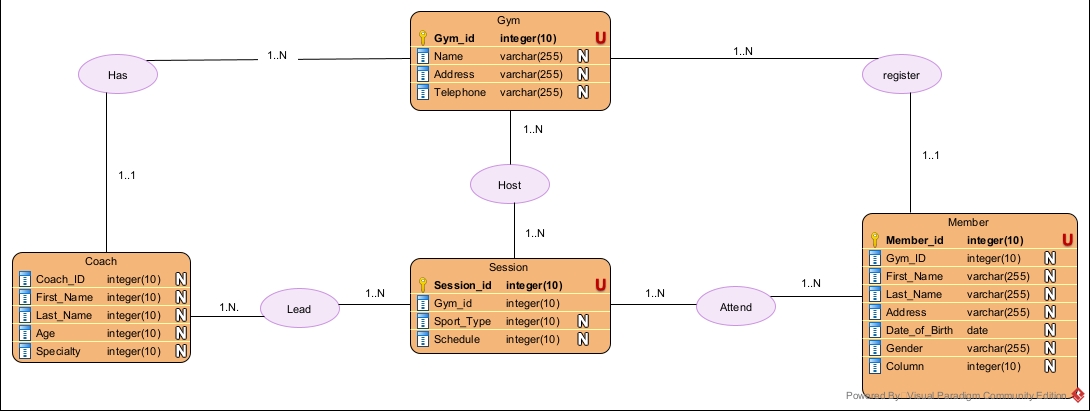 Gym
Gym_id integer(10) U
Name varchar(255) N
Address varchar(255) N
Telephone varchar(255) N
1..N
1..N
Has
register
1..N
1..1
1..1
Host
1..N
Coach
Coach_ID integer(10) N
First_Name integer(10) N
Last_Name integer(10) N
Age integer(10) N
Specialty integer(10) N
1.N.
Lead
1..N
Session
Session_id integer(10) U
Gym_id integer(10)
Sport_Type integer(10) N
Schedule integer(10) N
1..N
Attend
1..N
Member
Member_id integer(10) U
Gym_ID integer(10) N
First_Name varchar(255) N
Last_Name varchar(255) N
Address varchar(255) N
Date_of_Birth date N
Gender varchar(255) N
Column integer(10) N
Powered By Visual Paradigm Community Edition